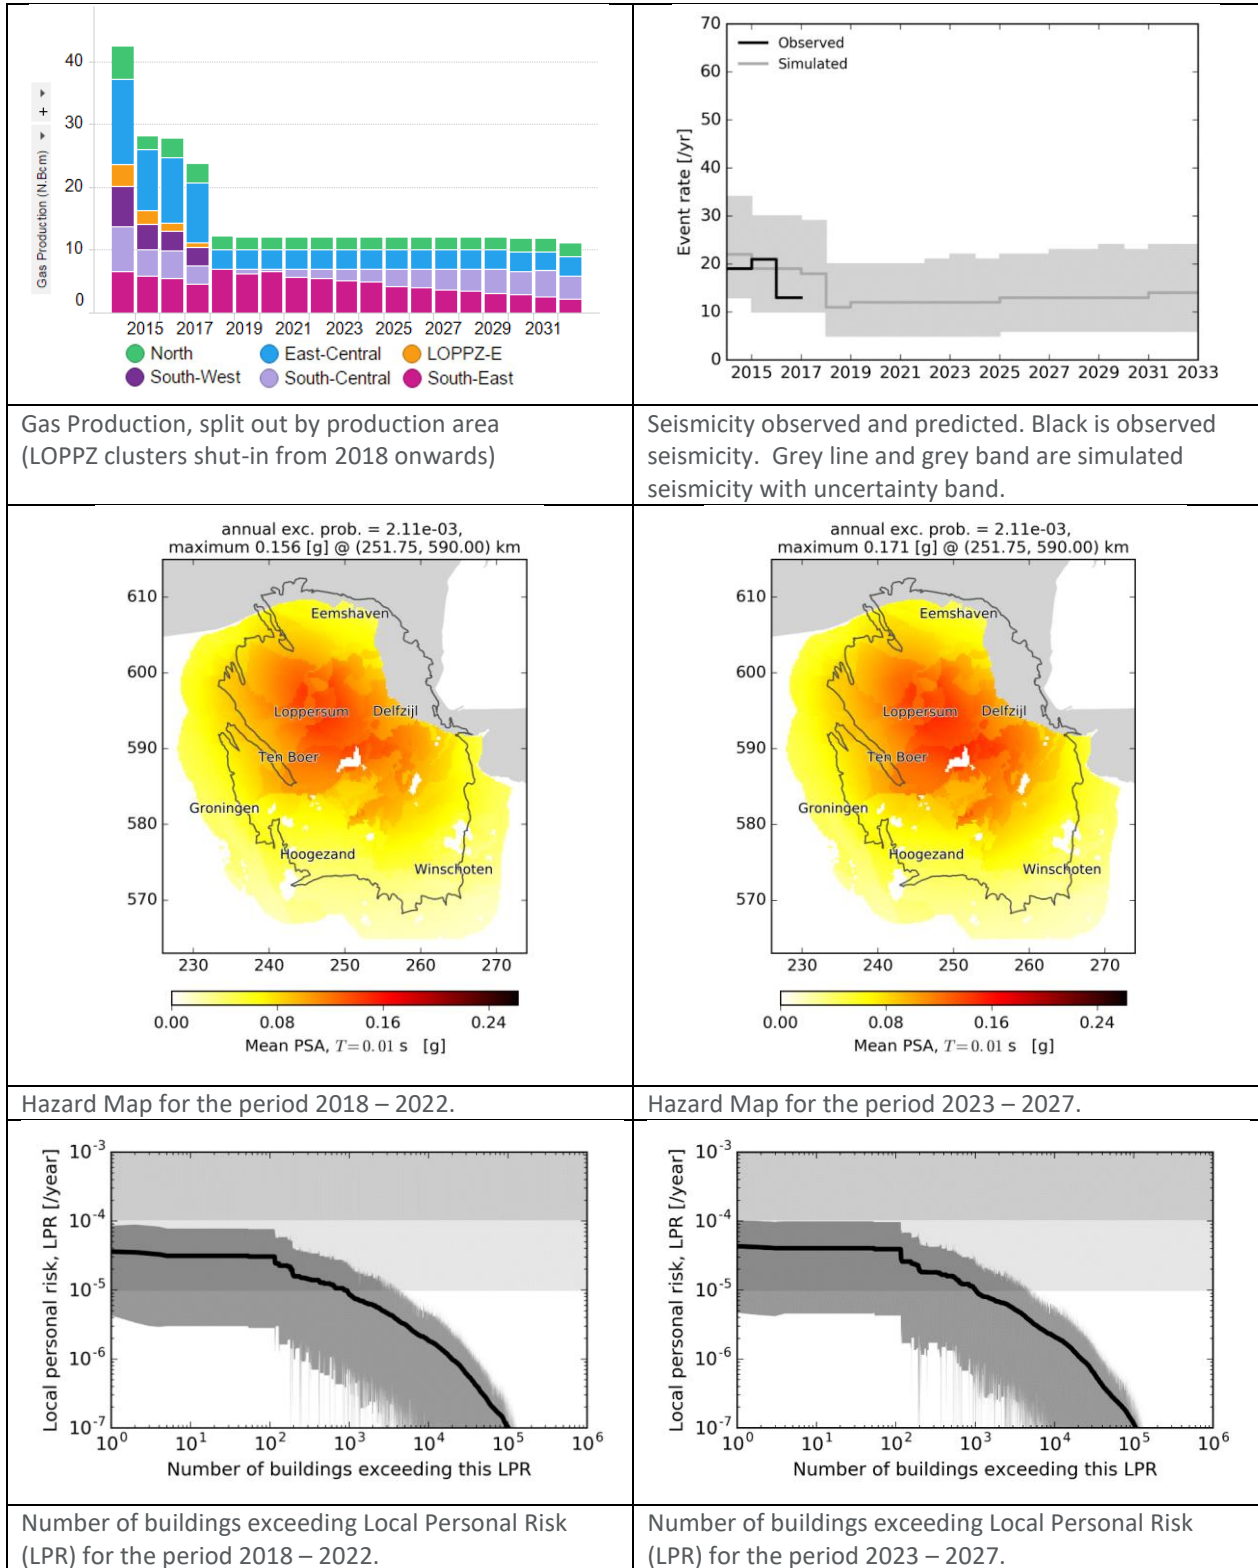 40
30
20
10
0
Gas Production (N.Bcm)
+
2015 2017 2019 2021 2023 2025 2027 2029 2031
North
East-Central
LOPPZ-E
South-West
South-Central
South-East
70
60
50
40
30
20
10
0
Event rate [/yr]
Observed
Simulated
2015 2017 2019 2021 2023 2025 2027 2029 2031 2033
Gas Production, split out by production area
(LOPPZ clusters shut-in from 2018 onwards)
Seismicity observed and predicted. Black is observed
seismicity. Grey line and grey band are simulated
seismicity with uncertainty band.
annual exc. prob. = 2.11e-03,
maximum 0.156 [g] @ (251.75, 590.00) km
610
600
590
580
570
Eemshaven
Loppersum
Delfzijl
Ten Boer
Groningen
Hoogezand
Winschoten
230 240 250 260 270
0.00 0.08 0.16 0.24
Mean PSA, T=0.01 s [g]
annual exc. prob. = 2.11e-03,
maximum 0.171 [g] @ (251.75, 590.00) km
610
600
590
580
570
Eemshaven
Loppersum
Delfzijl
Ten Boer
Groningen
Hoogezand
Winschoten
230 240 250 260 270
0.00 0.08 0.16 0.24
Mean PSA, T=0.01 s [g]
Hazard Map for the period 2018 – 2022.
Hazard Map for the period 2023 – 2027.
10^-3
10^-4
10^-5
10^-6
10^-7
Local personal risk, LPR [/year]
10^0 10^1 10^2 10^3 10^4 10^5 10^6
Number of buildings exceeding this LPR
10^-3
10^-4
10^-5
10^-6
10^-7
Local personal risk, LPR [/year]
10^0 10^1 10^2 10^3 10^4 10^5 10^6
Number of buildings exceeding this LPR
Number of buildings exceeding Local Personal Risk
(LPR) for the period 2018 – 2022.
Number of buildings exceeding Local Personal Risk
(LPR) for the period 2023 – 2027.